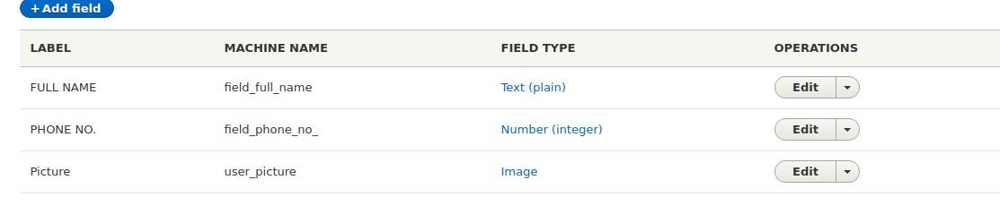 + Add field
LABEL MACHINE NAME FIELD TYPE OPERATIONS
FULL NAME field_full_name Text (plain) Edit
PHONE NO. field_phone_no_ Number (integer) Edit
Picture user_picture Image Edit